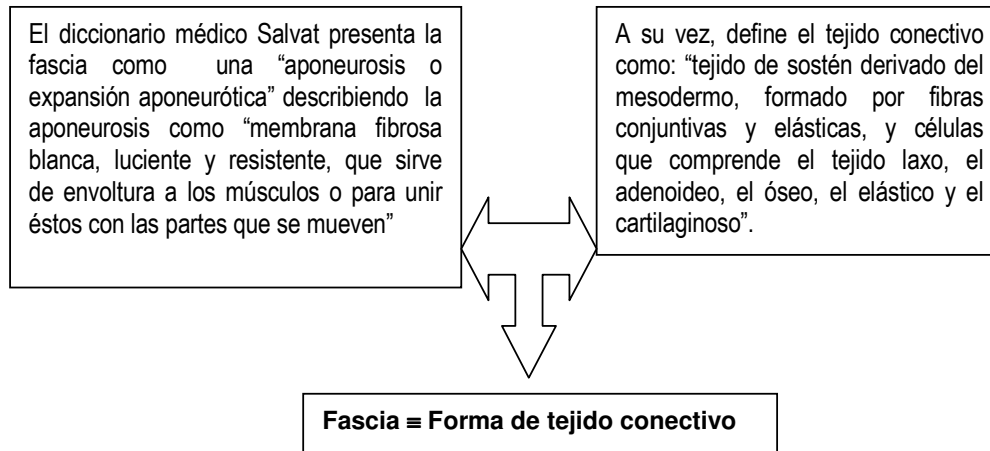 El diccionario médico Salvat presenta la
fascia como una “aponeurosis o
expansión aponeurótica” describiendo la
aponeurosis como “membrana fibrosa
blanca, luciente y resistente, que sirve
de envoltura a los músculos o para unir
éstos con las partes que se mueven”
A su vez, define el tejido conectivo
como: “tejido de sostén derivado del
mesodermo, formado por fibras
conjuntivas y elásticas, y células
que comprende el tejido laxo, el
adenoideo, el óseo, el elástico y el
cartilaginoso”.
Fascia ≡ Forma de tejido conectivo